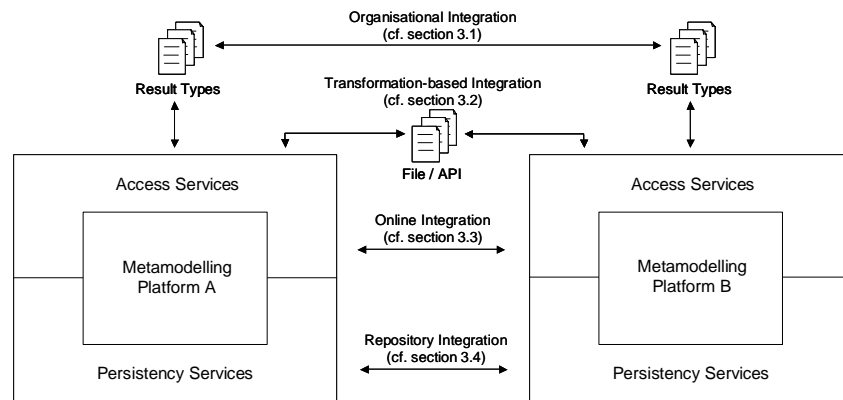 Organisational Integration
(cf. section 3.1)
Result Types
Result Types
Transformation-based Integration
(cf. section 3.2)
File / API
Access Services
Access Services
Online Integration
(cf. section 3.3)
Metamodelling
Platform A
Metamodelling
Platform B
Repository Integration
(cf. section 3.4)
Persistency Services
Persistency Services